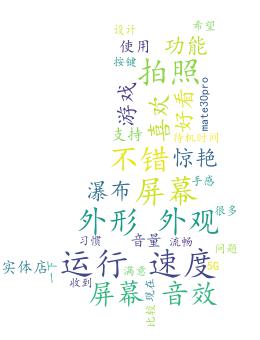 设计
希望
使用
功能
按键
拍照
游戏
喜欢
好看
mate30pro
支持
待机时间
不错
惊艳
瀑布
屏幕
手感
外形
外观
很多
习惯
音量
流畅
问题
实体店
运行
速度
5G
满意
收到
屏幕
现在
音效
比较